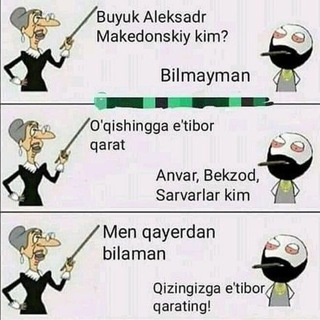 Buyuk Aleksadr
Makedonskiy kim?
Bilmayman
O'qishingga e'tibor
qarat
Anvar, Bekzod,
Sarvarlar kim
Men qayerdan
bilaman
Qizingizga e'tibor
qarating!